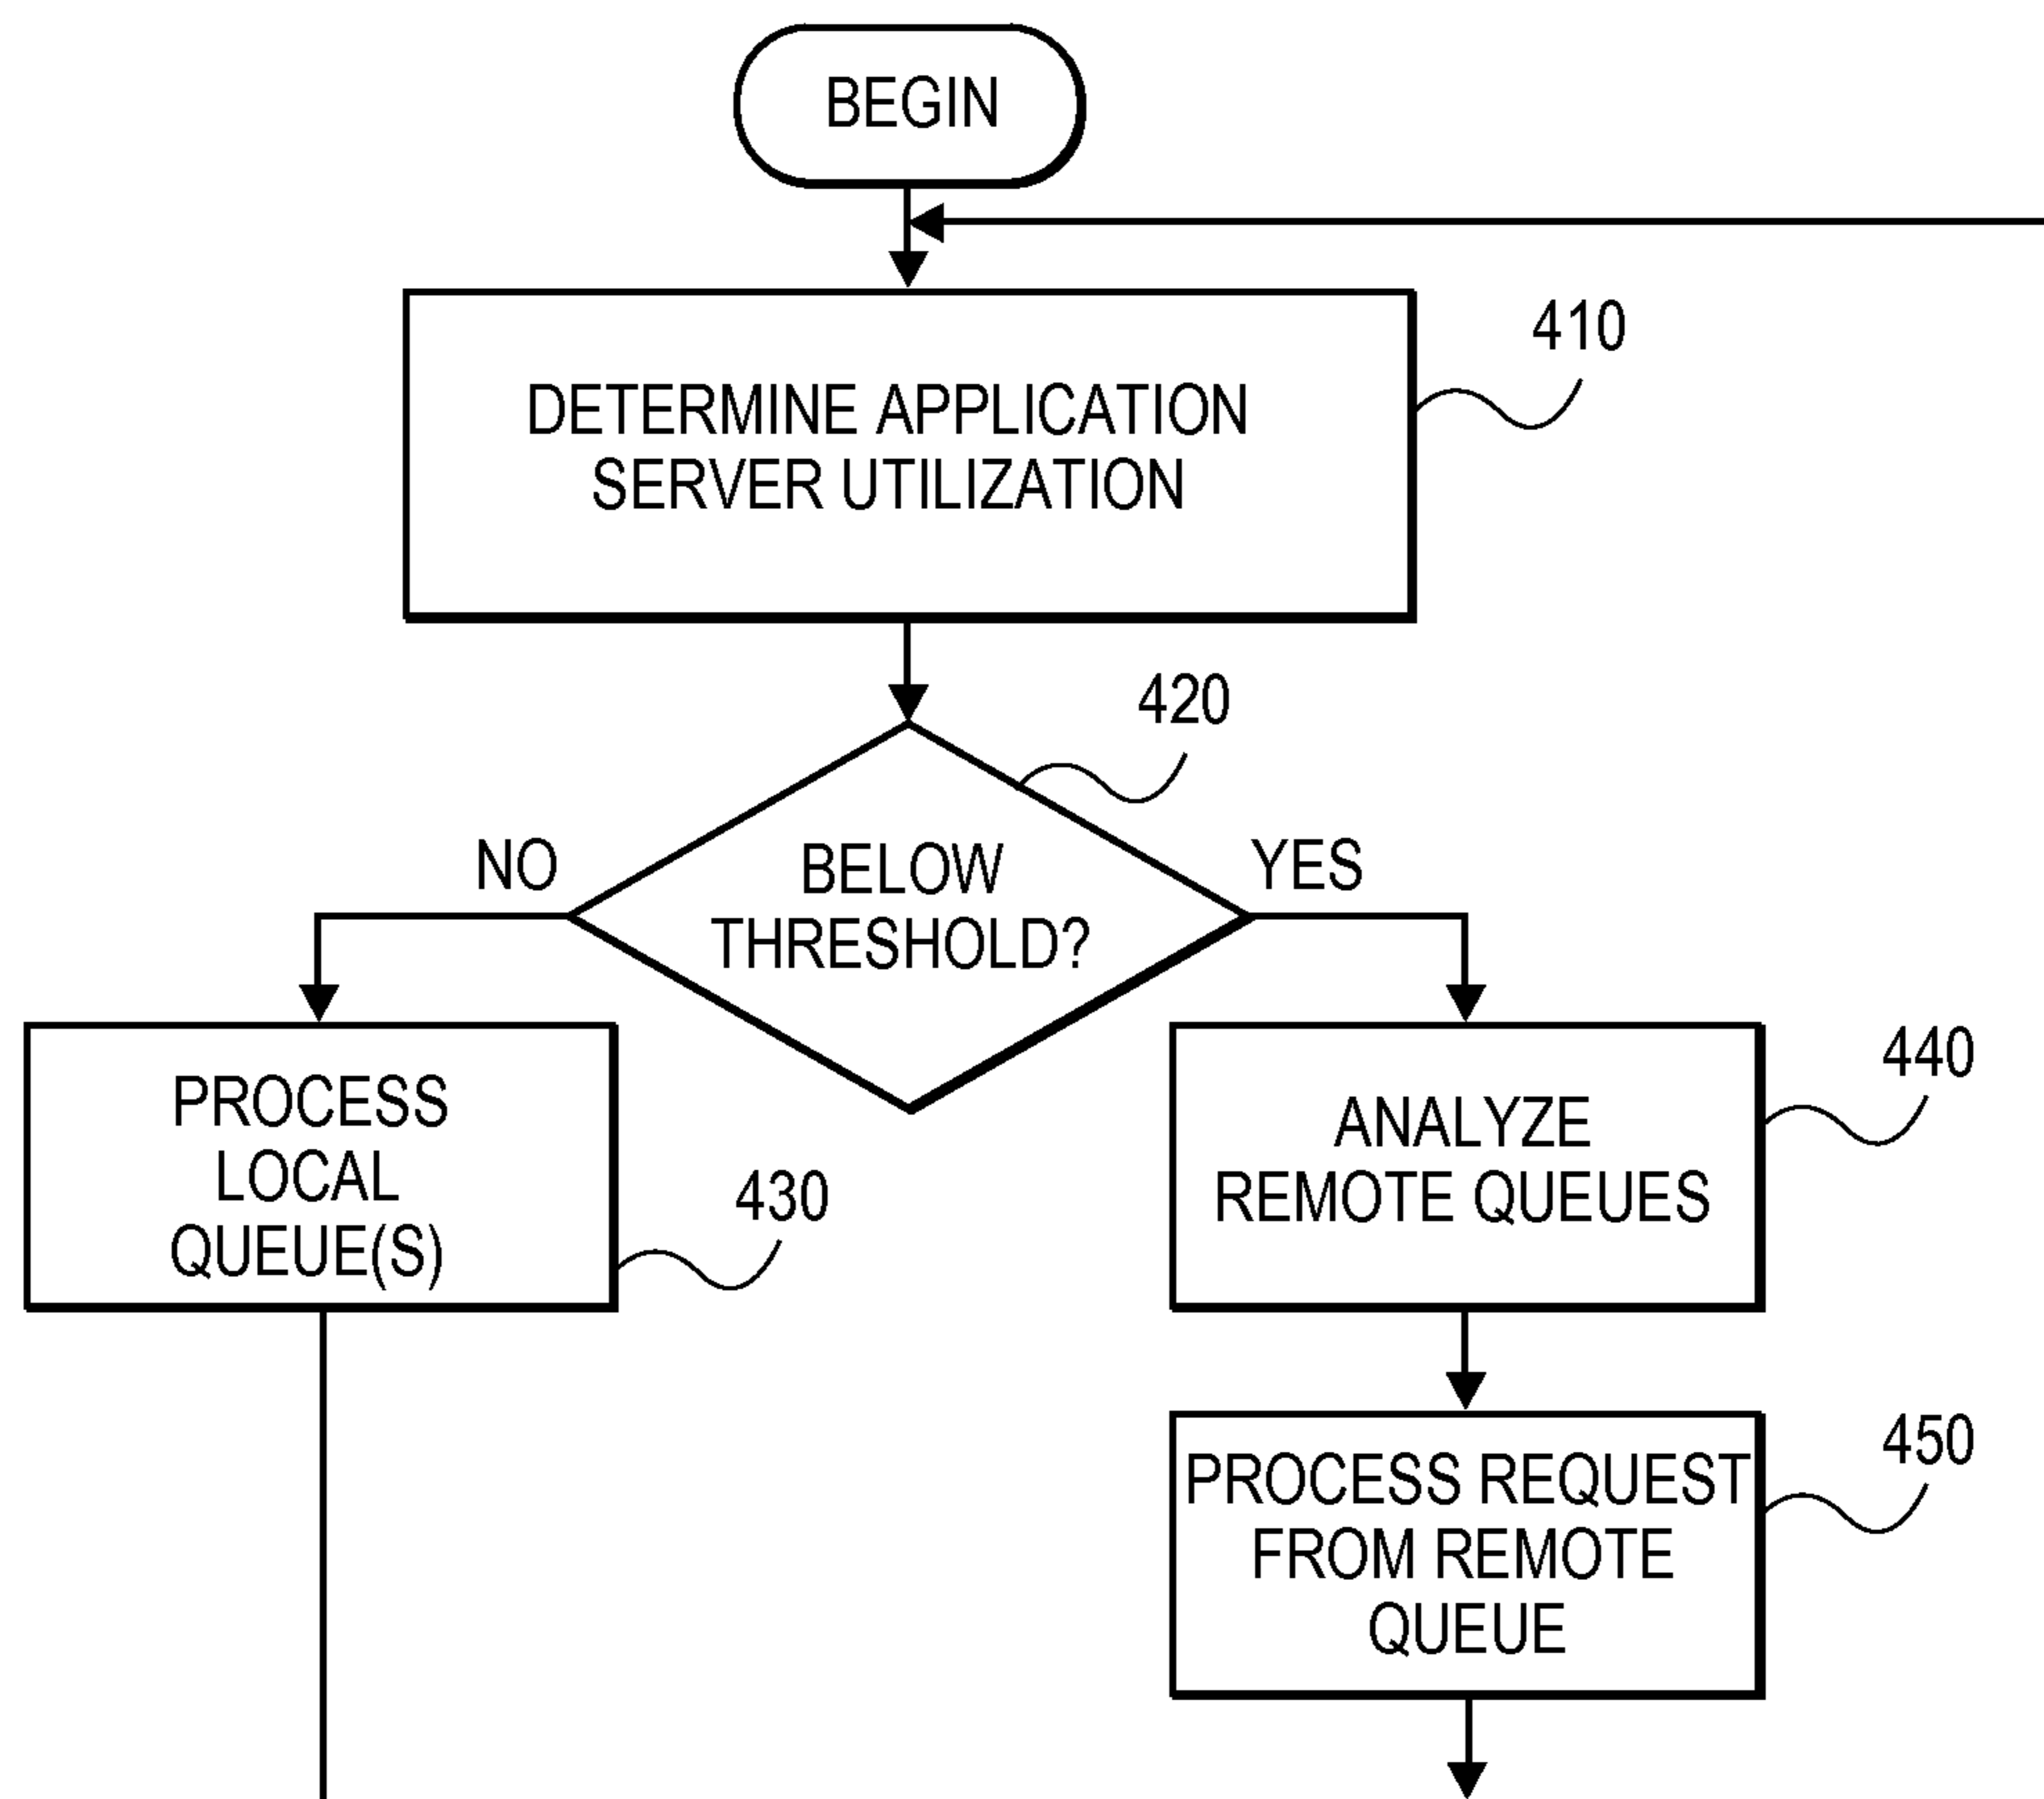 BEGIN
410
DETERMINE APPLICATION
SERVER UTILIZATION
420
NO
BELOW
THRESHOLD?
YES
PROCESS
LOCAL
QUEUE(S)
430
440
ANALYZE
REMOTE QUEUES
450
PROCESS REQUEST
FROM REMOTE
QUEUE